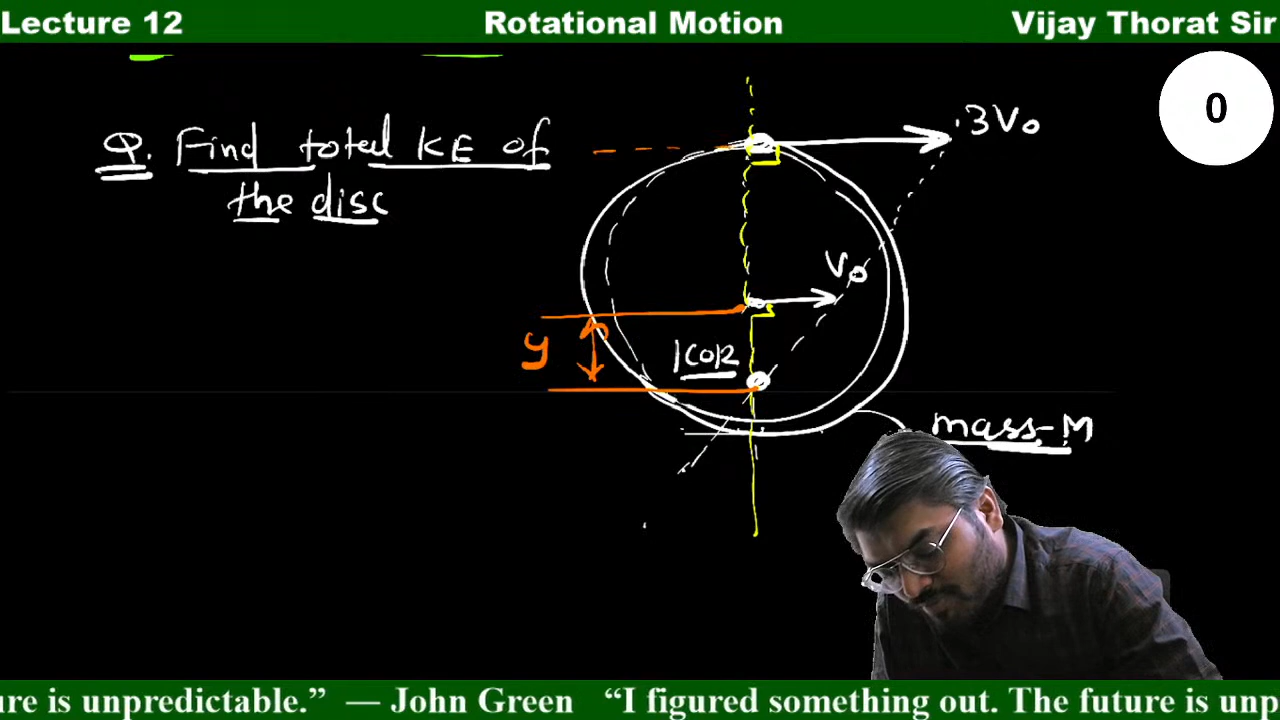 Lecture 12
Rotational Motion
Vijay Thorat Sir
0
Q. Find total KE of
the disc
3V₀
V₀
y
ICOR
mass-M
ure is unpredictable.” — John Green “I figured something out. The future is unp